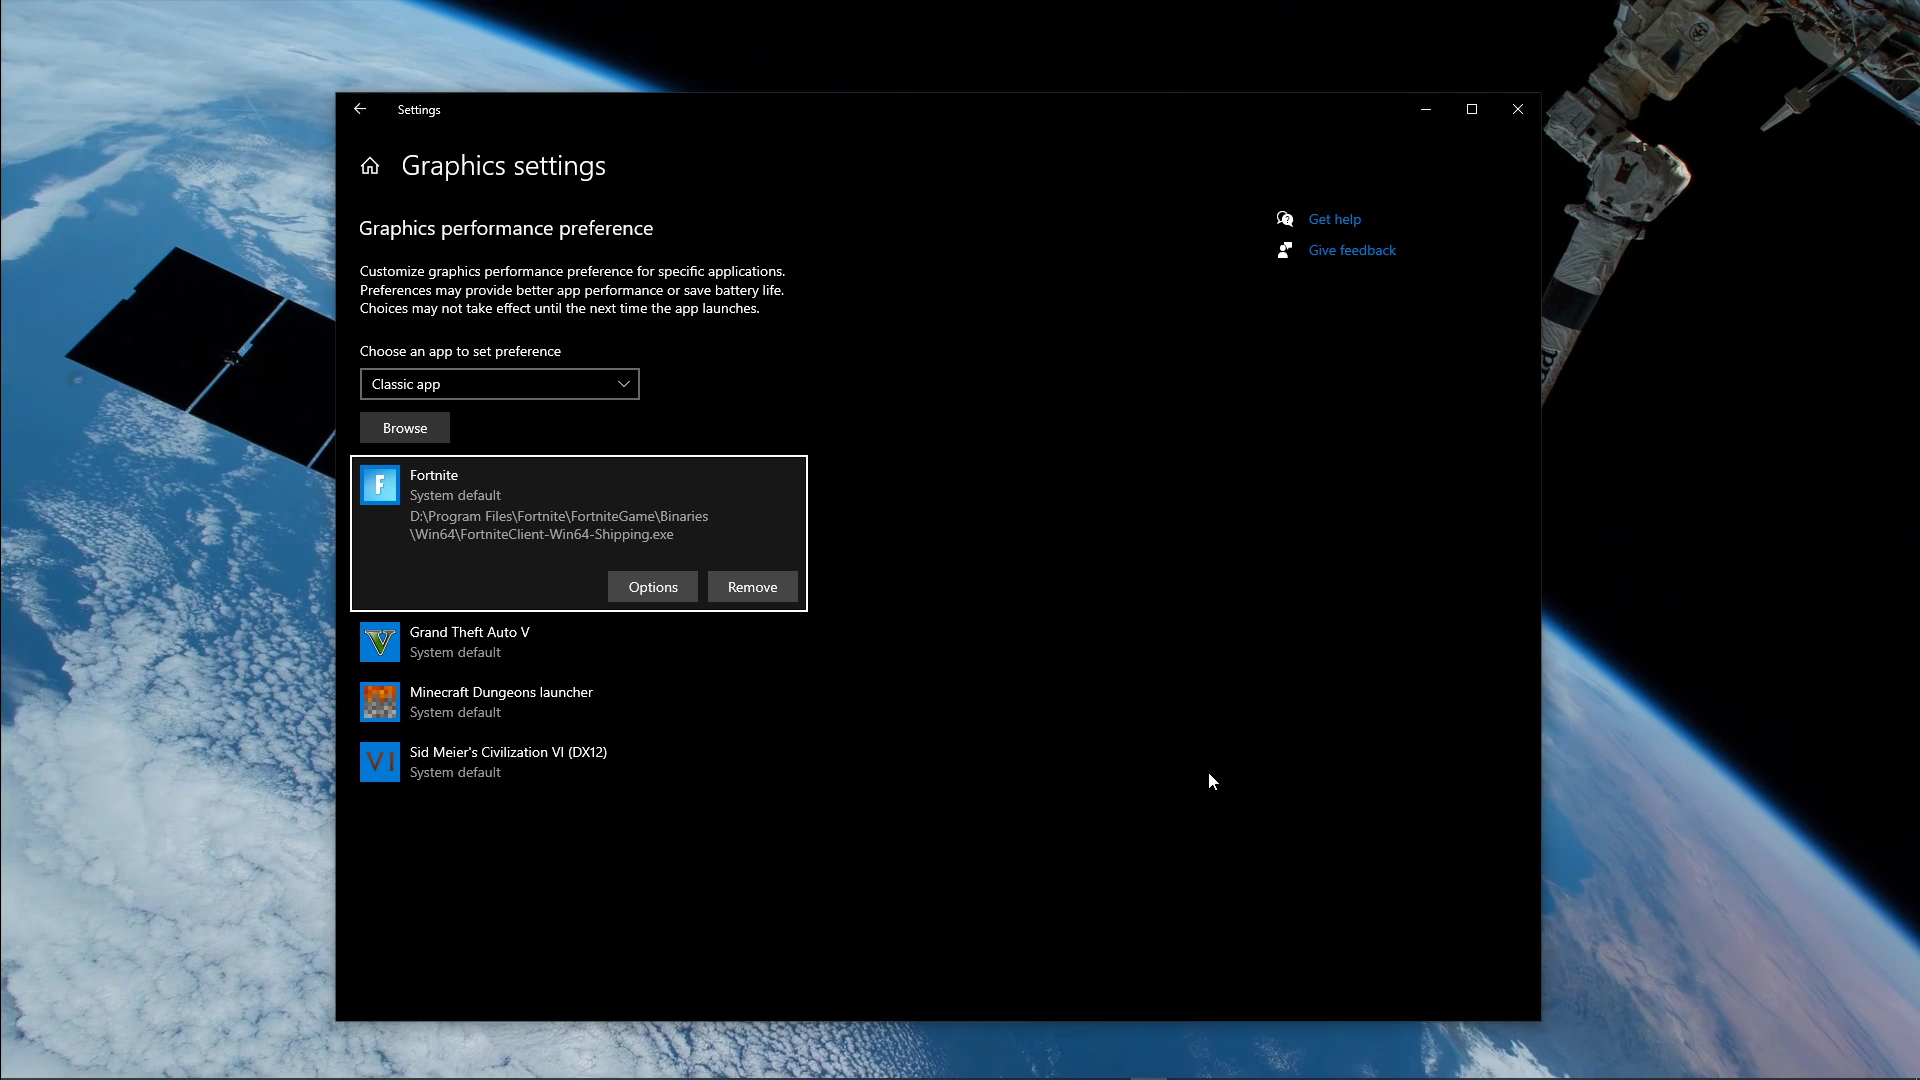 Settings
Graphics settings
Graphics performance preference
Customize graphics performance preference for specific applications.
Preferences may provide better app performance or save battery life.
Choices may not take effect until the next time the app launches.
Choose an app to set preference
Classic app
Browse
F
Fortnite
System default
D:\Program Files\Fortnite\FortniteGame\Binaries
\Win64\FortniteClient-Win64-Shipping.exe
Options
Remove
V
Grand Theft Auto V
System default
Minecraft Dungeons launcher
System default
VI
Sid Meier's Civilization VI (DX12)
System default
Get help
Give feedback